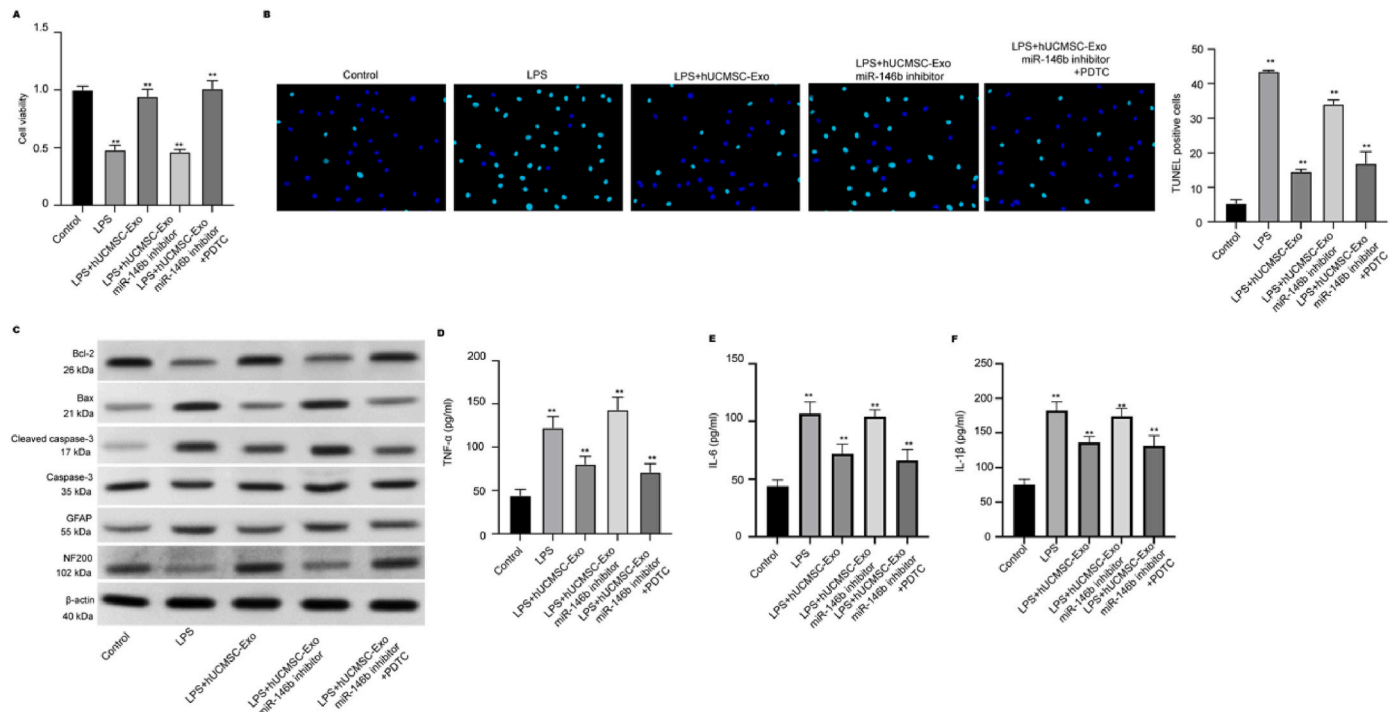 A
1.5
1.0
0.5
0
Cell viability
**
**
**
**
Control
LPS
LPS+hUCMSC-Exo
LPS+hUCMSC-Exo
miR-146b inhibitor
LPS+hUCMSC-Exo
miR-146b inhibitor
+PDTC
B
Control
LPS
LPS+hUCMSC-Exo
LPS+hUCMSC-Exo
miR-146b inhibitor
LPS+hUCMSC-Exo
miR-146b inhibitor
+PDTC
50
40
30
20
10
0
TUNEL positive cells
**
**
**
**
Control
LPS
LPS+hUCMSC-Exo
LPS+hUCMSC-Exo
miR-146b inhibitor
LPS+hUCMSC-Exo
miR-146b inhibitor
+PDTC
C
Bcl-2
26 kDa
Bax
21 kDa
Cleaved caspase-3
17 kDa
Caspase-3
35 kDa
GFAP
55 kDa
NF200
102 kDa
β-actin
40 kDa
Control
LPS
LPS+hUCMSC-Exo
LPS+hUCMSC-Exo
miR-146b inhibitor
LPS+hUCMSC-Exo
miR-146b inhibitor
+PDTC
D
200
150
100
50
0
TNF-α (pg/ml)
**
**
**
**
Control
LPS
LPS+hUCMSC-Exo
LPS+hUCMSC-Exo
miR-146b inhibitor
LPS+hUCMSC-Exo
miR-146b inhibitor
+PDTC
E
150
100
50
0
IL-6 (pg/ml)
**
**
**
**
Control
LPS
LPS+hUCMSC-Exo
LPS+hUCMSC-Exo
miR-146b inhibitor
LPS+hUCMSC-Exo
miR-146b inhibitor
+PDTC
F
250
200
150
100
50
0
IL-1β (pg/ml)
**
**
**
**
Control
LPS
LPS+hUCMSC-Exo
LPS+hUCMSC-Exo
miR-146b inhibitor
LPS+hUCMSC-Exo
miR-146b inhibitor
+PDTC